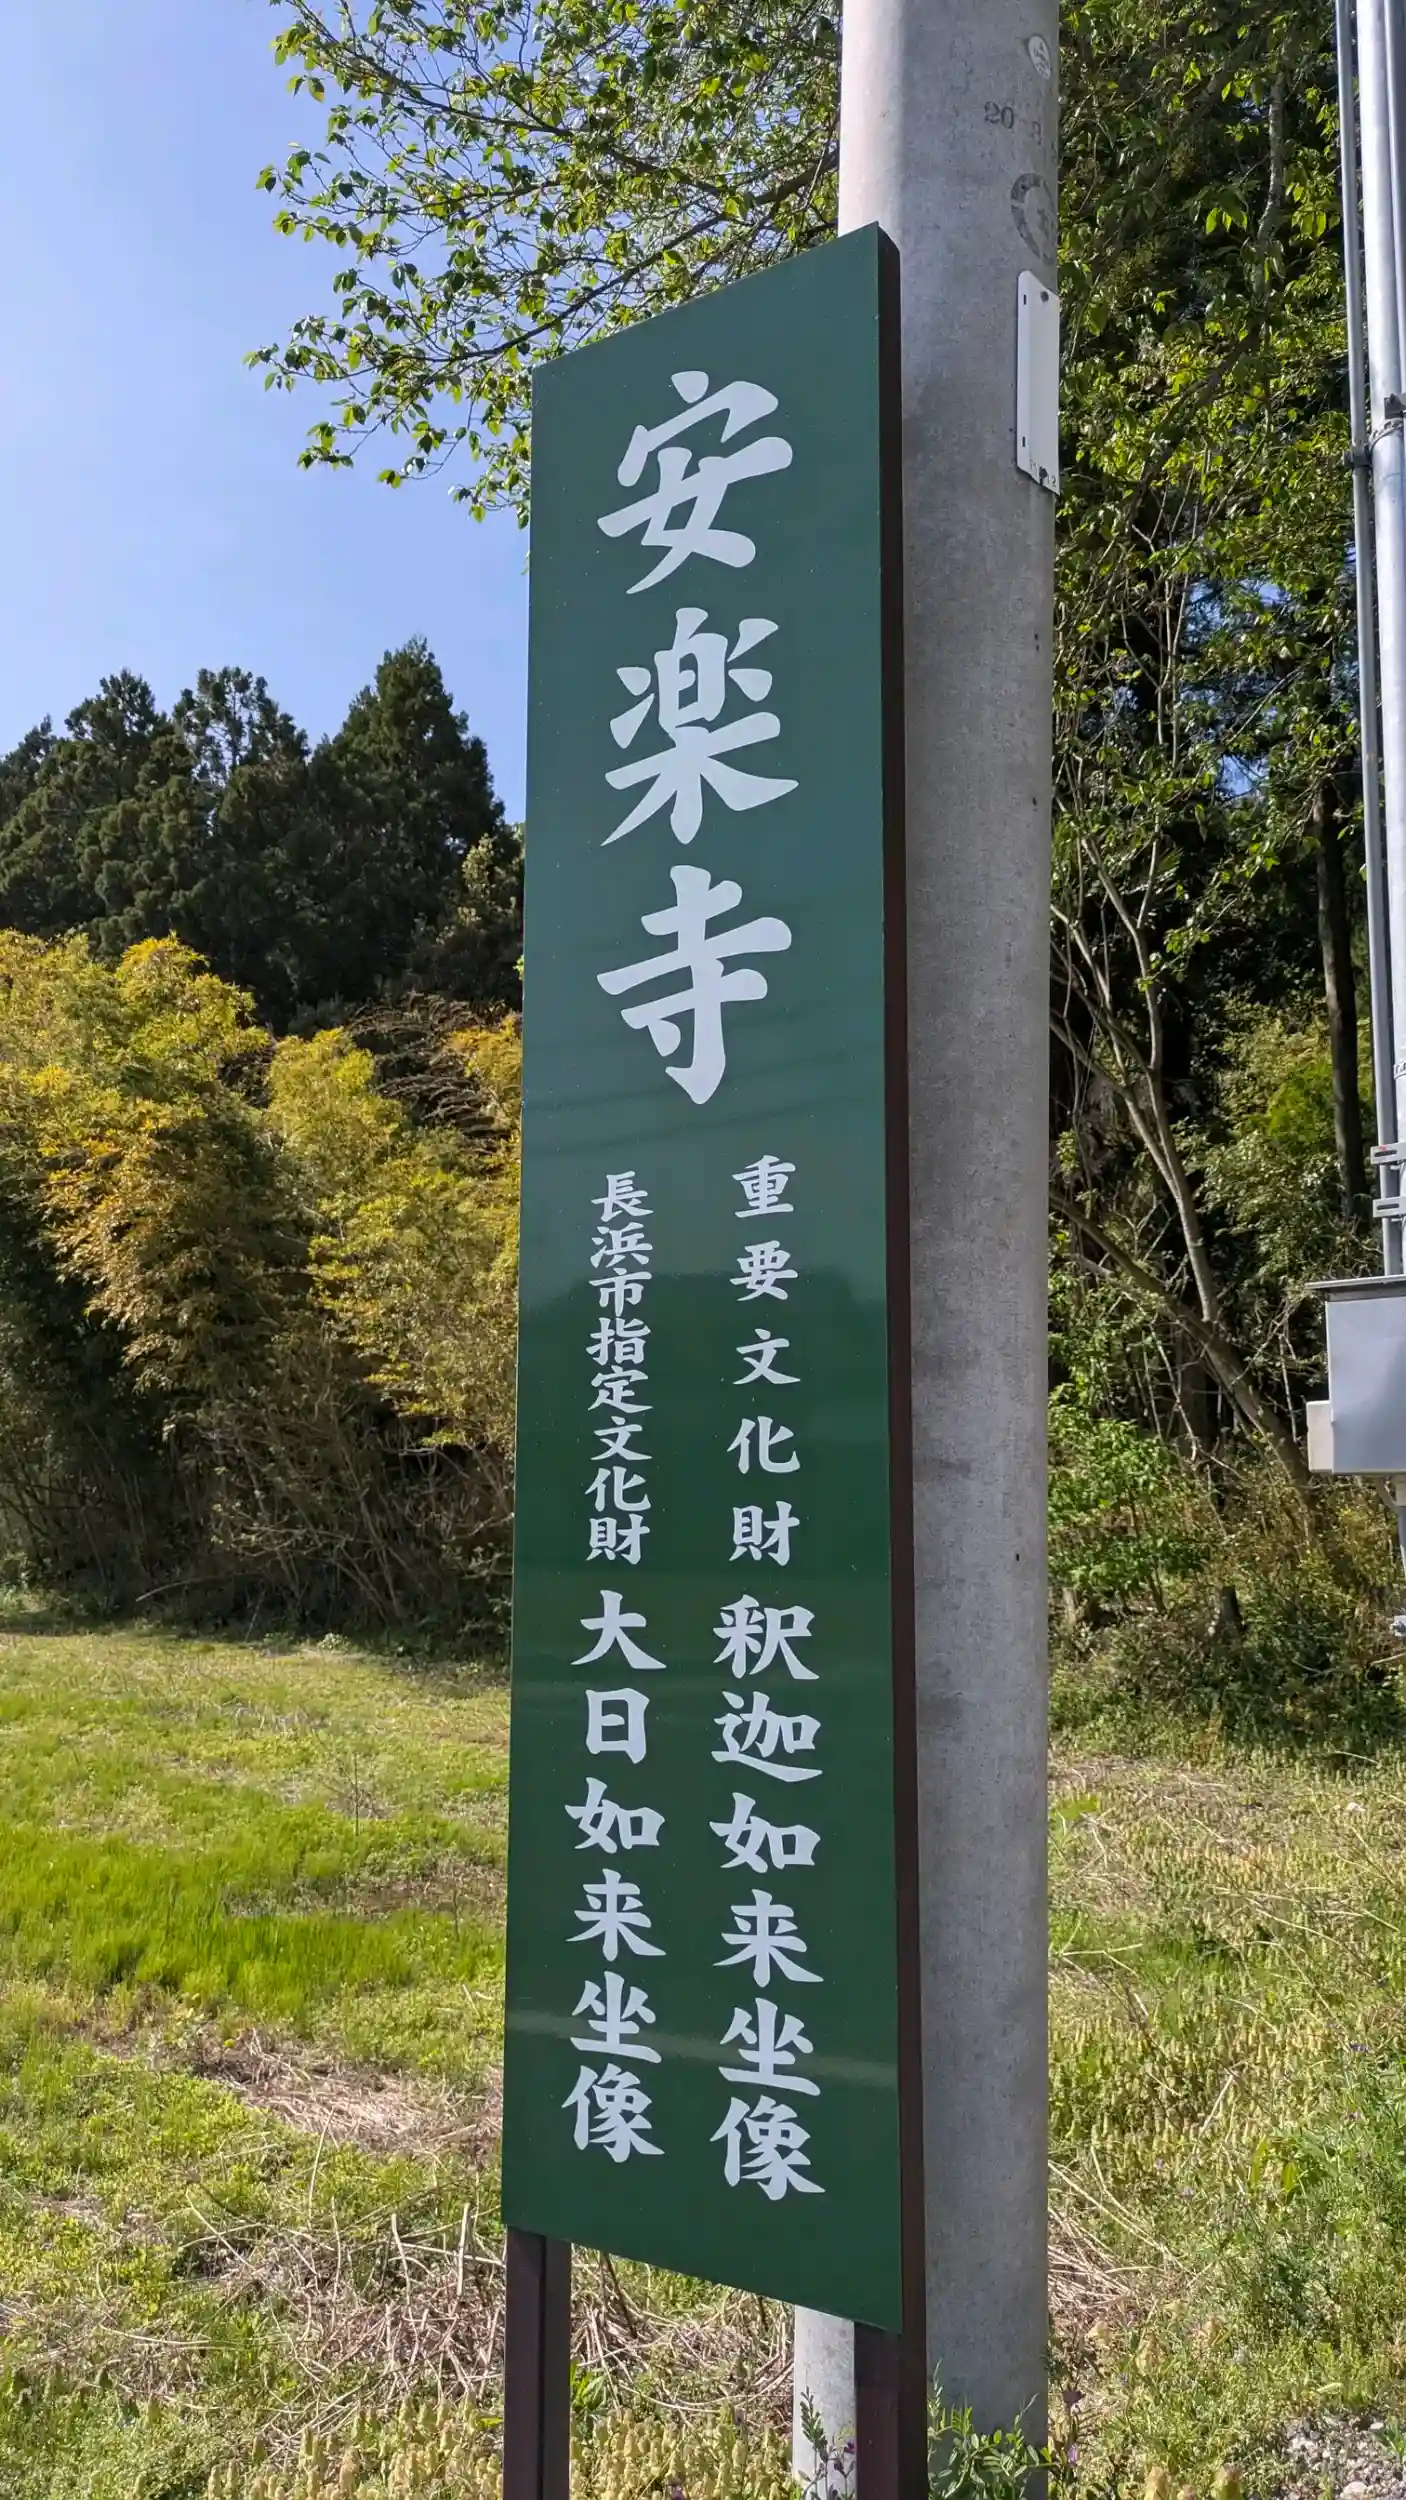 安楽寺
重要文化財 釈迦如来坐像
長浜市指定文化財 大日如来坐像